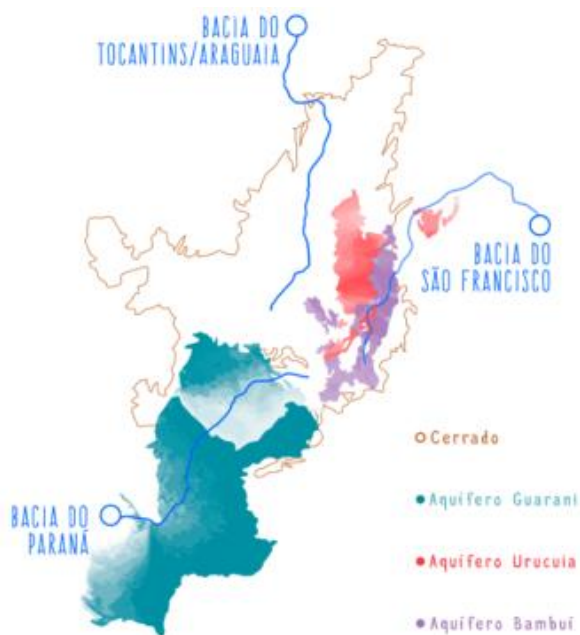 BACIA DO
TOCANTINS/ARAGUAIA
BACIA DO
SÃO FRANCISCO
Cerrado
Aquífero Guarani
BACIA DO
PARANÁ
Aquífero Urucuia
Aquífero Bambuí